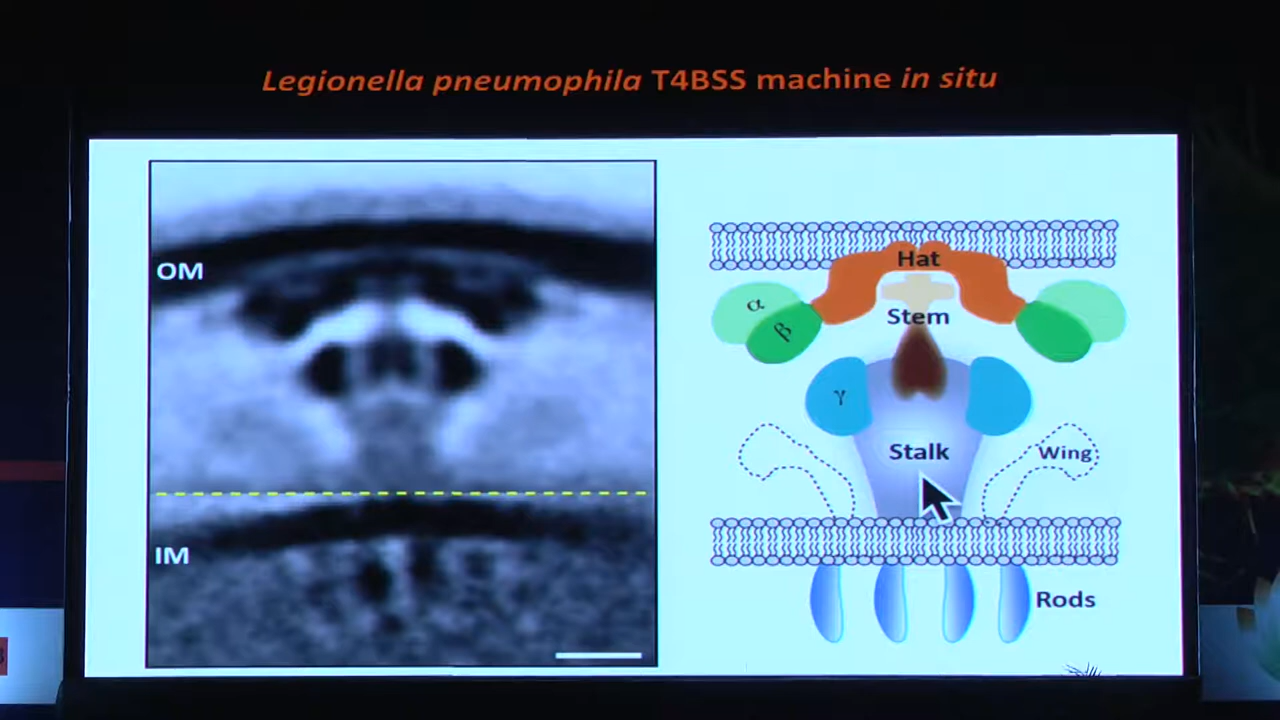 Legionella pneumophila T4BSS machine in situ
OM
IM
Hat
α
β
Stem
γ
Stalk
Wing
Rods